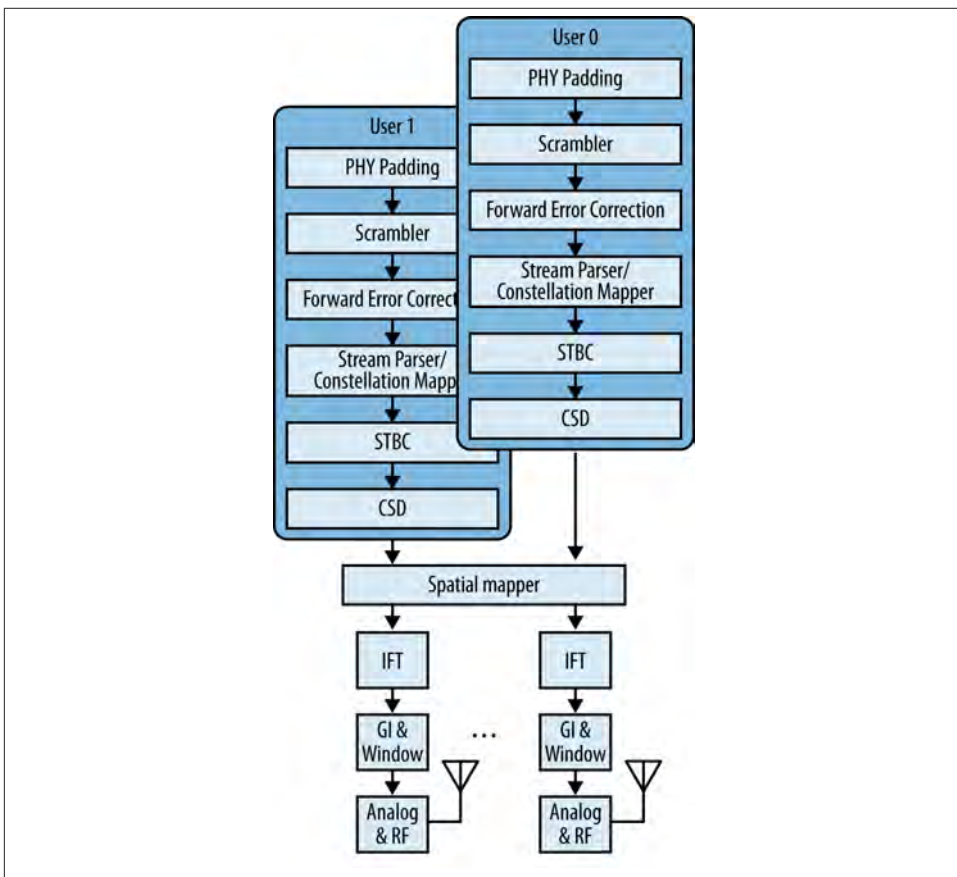 User 0
PHY Padding
Scrambler
Forward Error Correction
Stream Parser/
Constellation Mapper
STBC
CSD
User 1
PHY Padding
Scrambler
Forward Error Correct
Stream Parser/
Constellation Mapp
STBC
CSD
Spatial mapper
IFT
IFT
GI &
Window
...
GI &
Window
Analog
& RF
Analog
& RF